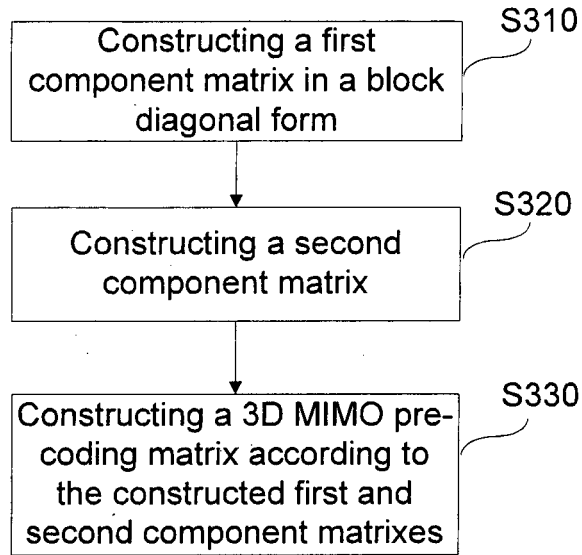 Constructing a first
component matrix in a block
diagonal form
S310
Constructing a second
component matrix
S320
Constructing a 3D MIMO pre-
coding matrix according to
the constructed first and
second component matrixes
S330